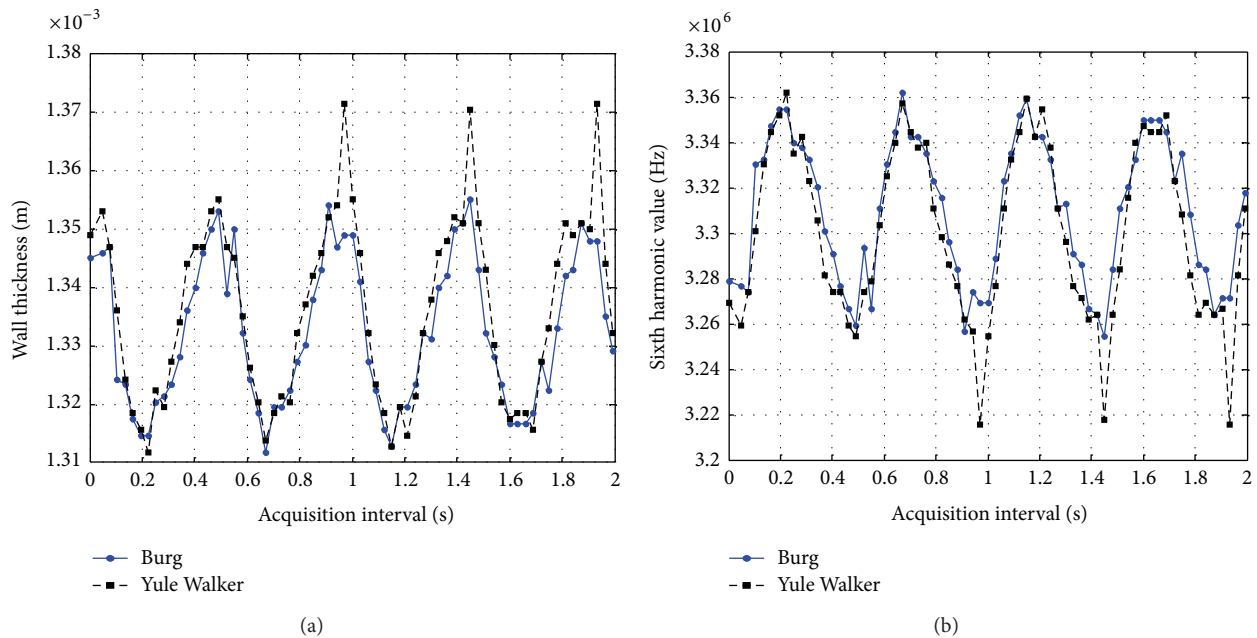 ×10⁻³
1.38
1.37
1.36
1.35
1.34
1.33
1.32
1.31
Wall thickness (m)
0 0.2 0.4 0.6 0.8 1 1.2 1.4 1.6 1.8 2
Acquisition interval (s)
Burg
Yule Walker
(a)
×10⁶
3.38
3.36
3.34
3.32
3.3
3.28
3.26
3.24
3.22
3.2
Sixth harmonic value (Hz)
0 0.2 0.4 0.6 0.8 1 1.2 1.4 1.6 1.8 2
Acquisition interval (s)
Burg
Yule Walker
(b)